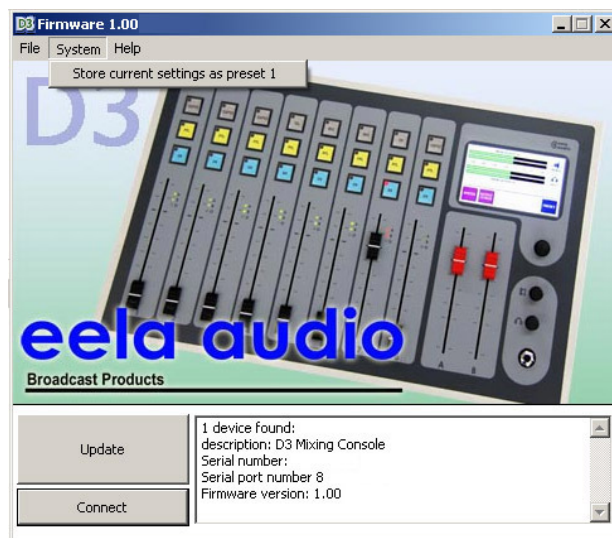 D3 Firmware 1.00
File System Help
Store current settings as preset 1
D3
A B
eela audio
Broadcast Products
Update
Connect
1 device found:
description: D3 Mixing Console
Serial number:
Serial port number 8
Firmware version: 1.00